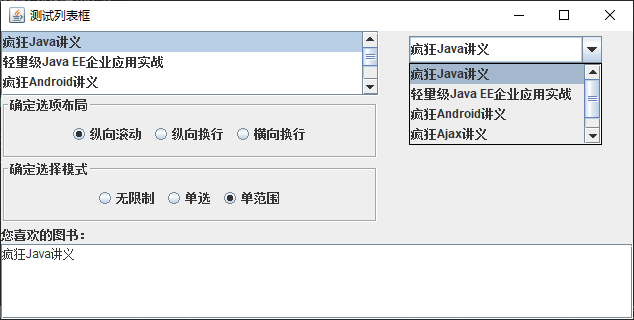 测试列表框
疯狂Java讲义
轻量级Java EE企业应用实战
疯狂Android讲义
确定选项布局
纵向滚动 纵向换行 横向换行
确定选择模式
无限制 单选 单范围
您喜欢的图书：
疯狂Java讲义
疯狂Java讲义
疯狂Java讲义
轻量级Java EE企业应用实战
疯狂Android讲义
疯狂Ajax讲义